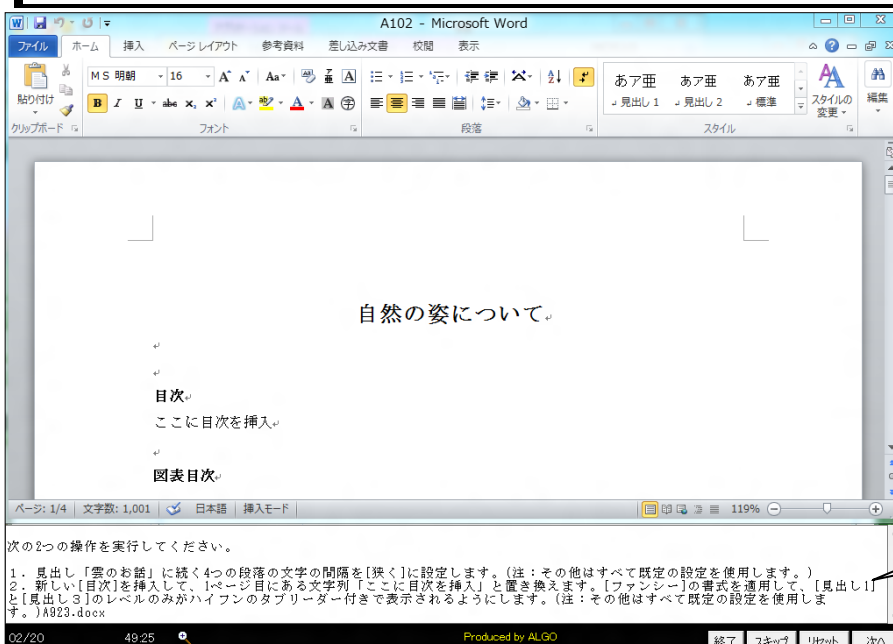 A102 - Microsoft Word
ファイル ホーム 挿入 ページ レイアウト 参考資料 差し込み文書 校閲 表示
貼り付け
MS 明朝 16
あア亜 あア亜 あア亜
見出し 1 見出し 2 標準
スタイルの
変更
編集
クリップボード フォント 段落 スタイル
自然の姿について
目次
ここに目次を挿入
図表目次
ページ: 1/4 文字数: 1,001 日本語 挿入モード 119%
次の2つの操作を実行してください。
1. 見出し「雲のお話」に続く4つの段落の文字の間隔を[狭く]に設定します。(注：その他はすべて既定の設定を使用します。)
2. 新しい[目次]を挿入して、1ページ目にある文字列「ここに目次を挿入」と置き換えます。[ファンシー]の書式を適用して、[見出し1]
と[見出し3]のレベルのみがハイフンのタブリーダー付きで表示されるようにします。(注：その他はすべて既定の設定を使用しま
す。)A923.docx
02/20 49:25 Produced by ALGO 終了 スキップ リセット 次へ